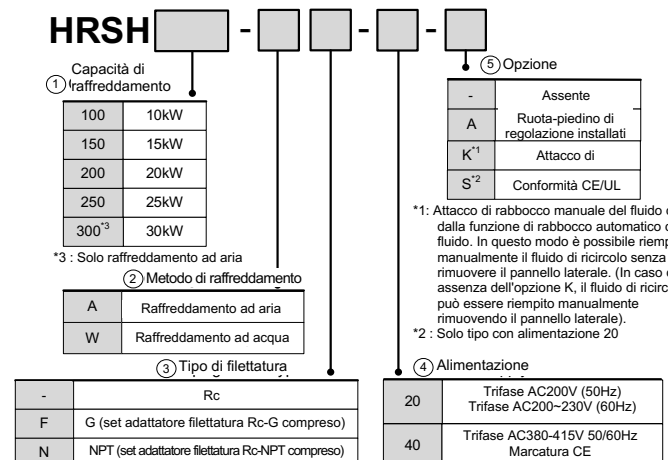 HRSH - - -
1 Capacità di
raffreddamento
100 10kW
150 15kW
200 20kW
250 25kW
300*3 30kW
*3 : Solo raffreddamento ad aria
2 Metodo di raffreddamento
A Raffreddamento ad aria
W Raffreddamento ad acqua
3 Tipo di filettatura
- Rc
F G (set adattatore filettatura Rc-G compreso)
N NPT (set adattatore filettatura Rc-NPT compreso)
5 Opzione
- Assente
A Ruota-piedino di
regolazione installati
K*1 Attacco di
S*2 Conformità CE/UL
*1: Attacco di rabbocco manuale del fluido
dalla funzione di rabbocco automatico
fluido. In questo modo è possibile
manualmente il fluido di ricircolo senza
rimuovere il pannello laterale. (In caso
assenza dell'opzione K, il fluido di
può essere riempito manualmente
rimuovendo il pannello laterale).
*2 : Solo tipo con alimentazione 20
4 Alimentazione
20 Trifase AC200V (50Hz)
Trifase AC200~230V (60Hz)
40 Trifase AC380-415V 50/60Hz
Marcatura CE